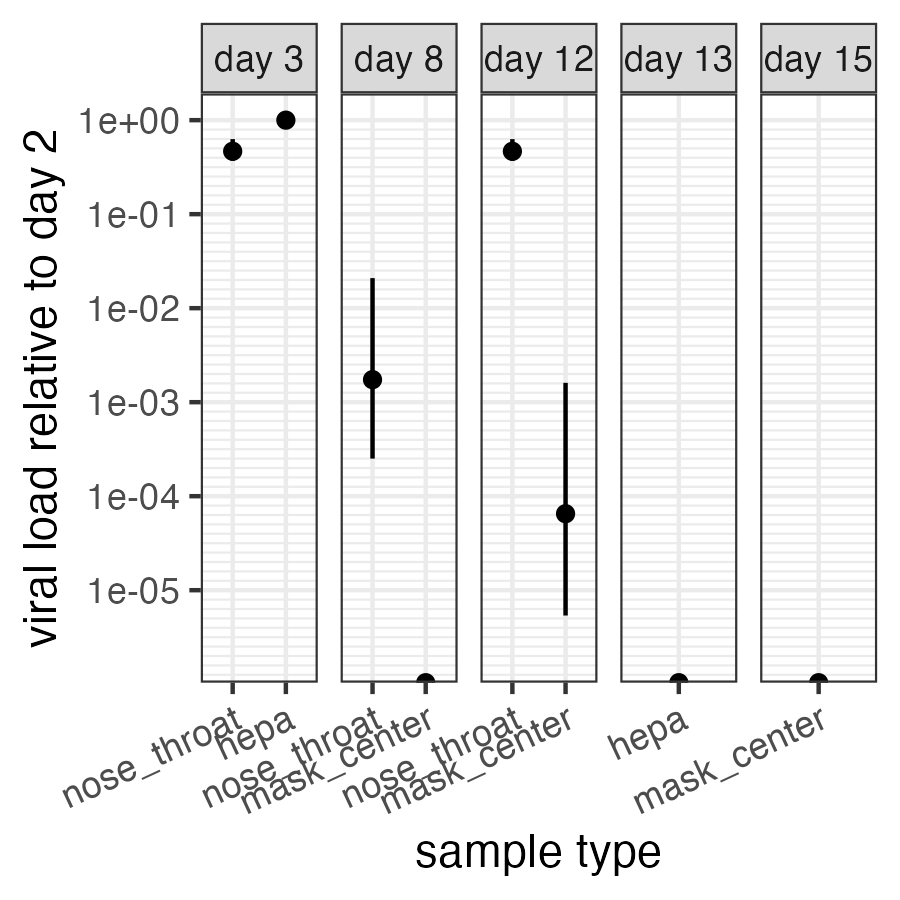 day 3 day 8 day 12 day 13 day 15
viral load relative to day 2
1e+00
1e-01
1e-02
1e-03
1e-04
1e-05
nose_throat hepa nose_throat mask_center nose_throat mask_center hepa mask_center
sample type